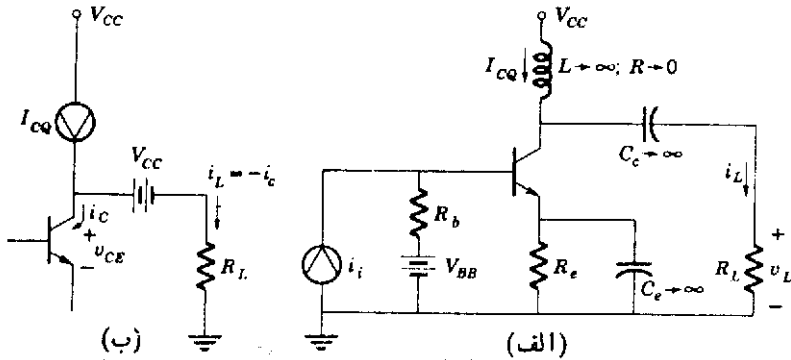 V_CC
I_CQ
V_CC
i_L = −i_c
i_C
+
v_CE
−
R_L
(ب)
V_CC
I_CQ
L→∞; R→0
C_c→∞
i_L
R_b
i_i
V_BB
R_e
C_e→∞
R_L
+
v_L
−
(الف)